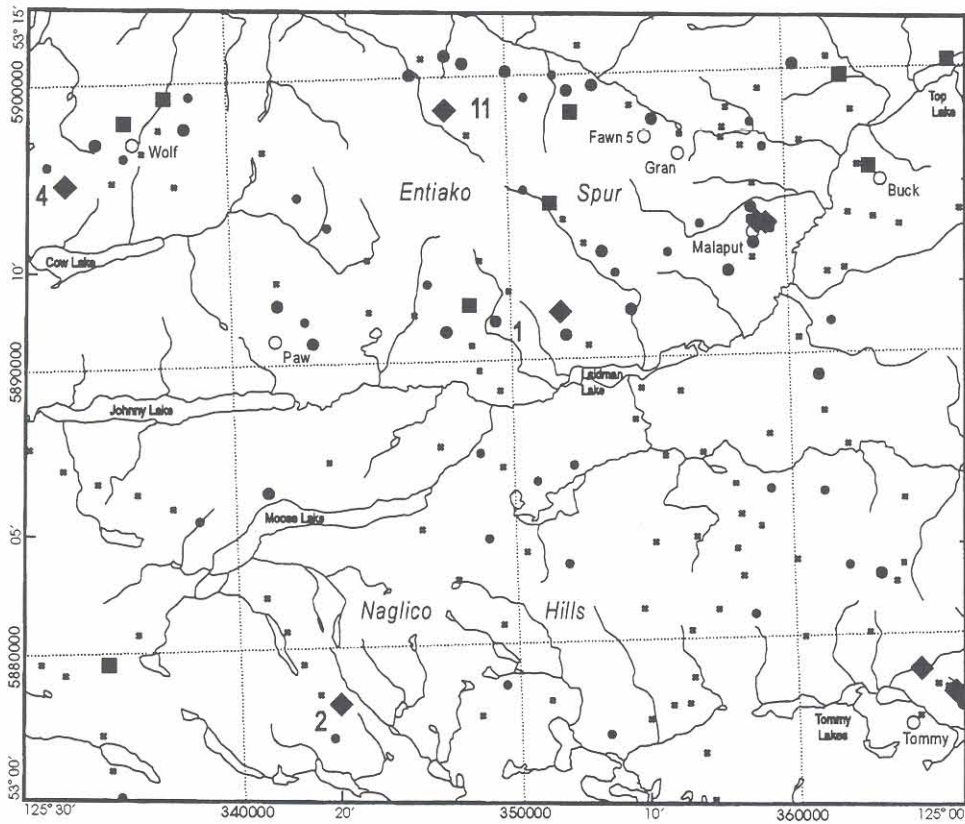 53° 15'
5900000
11
Top Lake
Wolf
Fawn 5
Gran
4
Entiako Spur
Buck
Malaput
Cow Lake
10'
1
Paw
5890000
Laidman Lake
Johnny Lake
Moose Lake
05'
Naglico Hills
5880000
2
Tommy Lakes
Tommy
53° 00'
125° 30'
340000
20'
350000
10'
360000
125° 00'